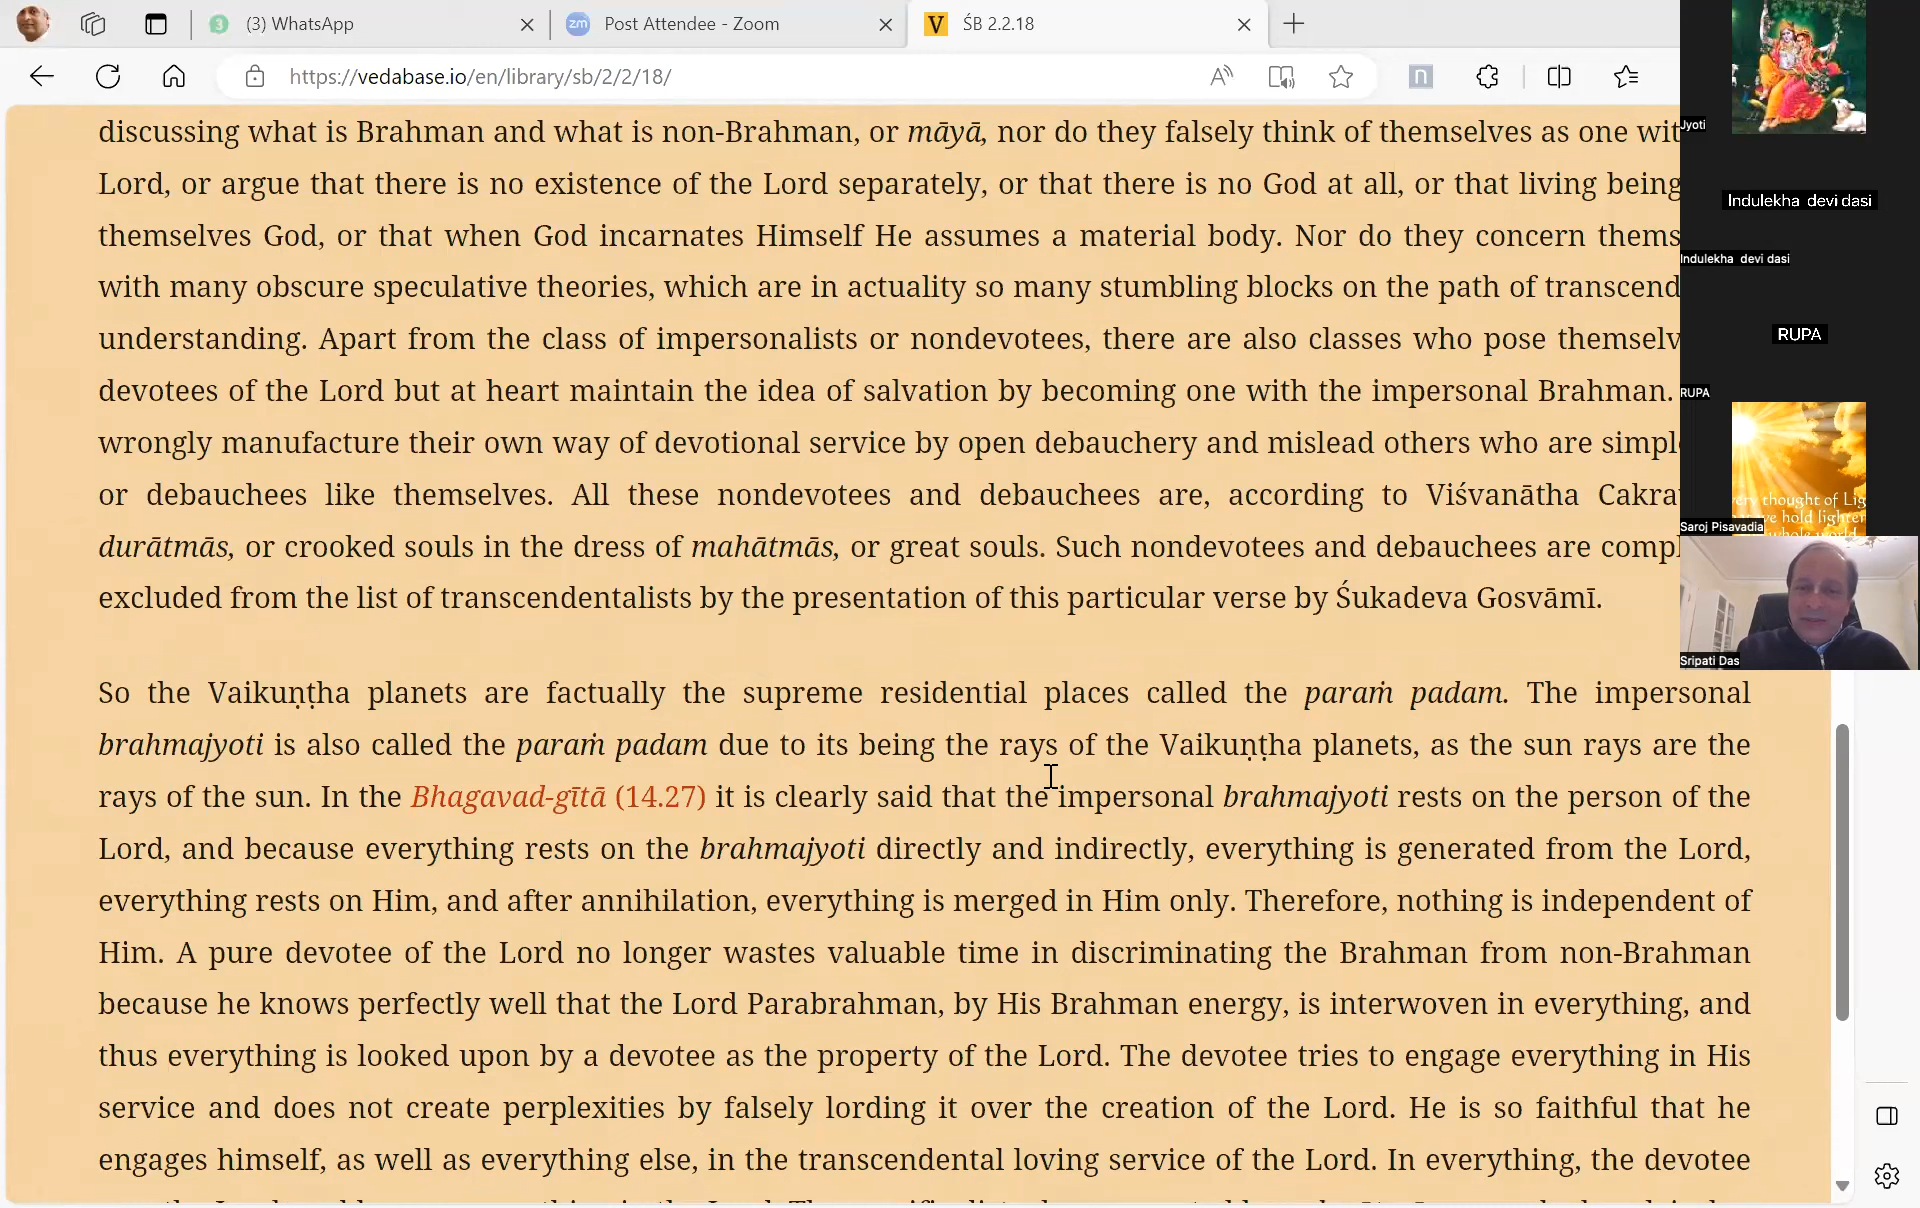 (3) WhatsApp
Post Attendee - Zoom
ŚB 2.2.18
https://vedabase.io/en/library/sb/2/2/18/
discussing what is Brahman and what is non-Brahman, or māyā, nor do they falsely think of themselves as one wit
Lord, or argue that there is no existence of the Lord separately, or that there is no God at all, or that living being
themselves God, or that when God incarnates Himself He assumes a material body. Nor do they concern thems
with many obscure speculative theories, which are in actuality so many stumbling blocks on the path of transcend
understanding. Apart from the class of impersonalists or nondevotees, there are also classes who pose themselv
devotees of the Lord but at heart maintain the idea of salvation by becoming one with the impersonal Brahman.
wrongly manufacture their own way of devotional service by open debauchery and mislead others who are simpl
or debauchees like themselves. All these nondevotees and debauchees are, according to Viśvanātha Cakra
durātmās, or crooked souls in the dress of mahātmās, or great souls. Such nondevotees and debauchees are compl
excluded from the list of transcendentalists by the presentation of this particular verse by Śukadeva Gosvāmī.
So the Vaikuṇṭha planets are factually the supreme residential places called the paraṁ padam. The impersonal
brahmajyoti is also called the paraṁ padam due to its being the rays of the Vaikuṇṭha planets, as the sun rays are the
rays of the sun. In the Bhagavad-gītā (14.27) it is clearly said that the impersonal brahmajyoti rests on the person of the
Lord, and because everything rests on the brahmajyoti directly and indirectly, everything is generated from the Lord,
everything rests on Him, and after annihilation, everything is merged in Him only. Therefore, nothing is independent of
Him. A pure devotee of the Lord no longer wastes valuable time in discriminating the Brahman from non-Brahman
because he knows perfectly well that the Lord Parabrahman, by His Brahman energy, is interwoven in everything, and
thus everything is looked upon by a devotee as the property of the Lord. The devotee tries to engage everything in His
service and does not create perplexities by falsely lording it over the creation of the Lord. He is so faithful that he
engages himself, as well as everything else, in the transcendental loving service of the Lord. In everything, the devotee
Jyoti
Indulekha devi dasi
Indulekha devi dasi
RUPA
RUPA
ery thought of Lig
ve hold lighter
whole world
Saroj Pisavadia
Sripati Das